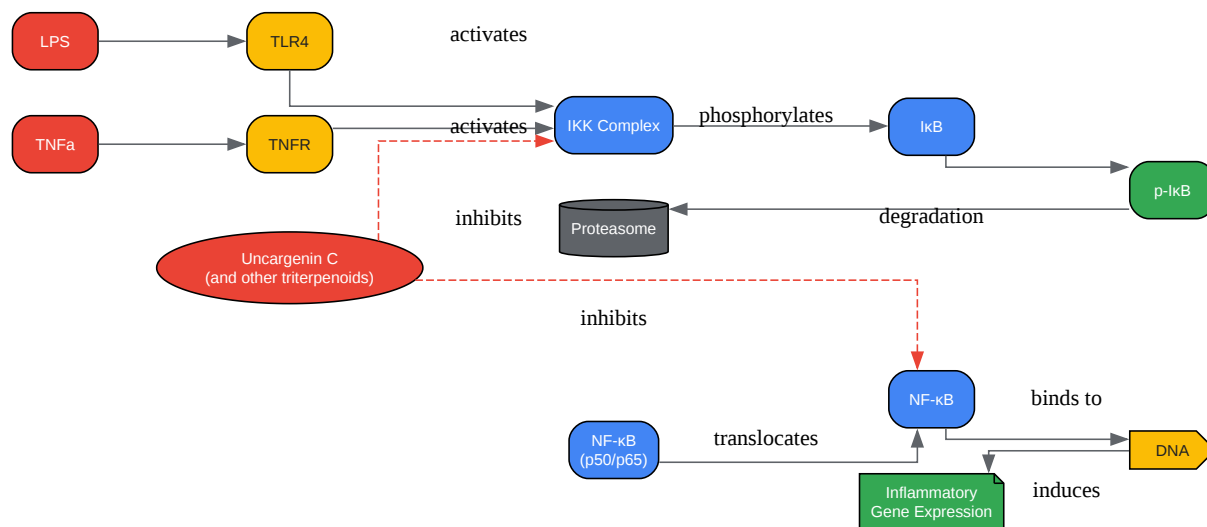 LPS
TLR4
activates
TNFa
TNFR
activates
IKK Complex
phosphorylates
IκB
p-IκB
degradation
Proteasome
inhibits
Uncargenin C
(and other triterpenoids)
inhibits
NF-κB
binds to
NF-κB
(p50/p65)
translocates
DNA
induces
Inflammatory
Gene Expression